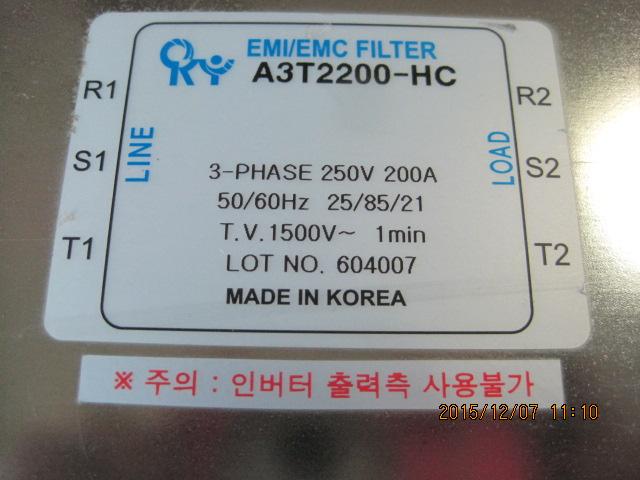 ORY EMI/EMC FILTER
A3T2200-HC
R1 R2
LINE LOAD
S1 S2
3-PHASE 250V 200A
50/60Hz 25/85/21
T1 T2
T.V.1500V~ 1min
LOT NO. 604007
MADE IN KOREA
※ 주의 : 인버터 출력측 사용불가
2015/12/07 11:10